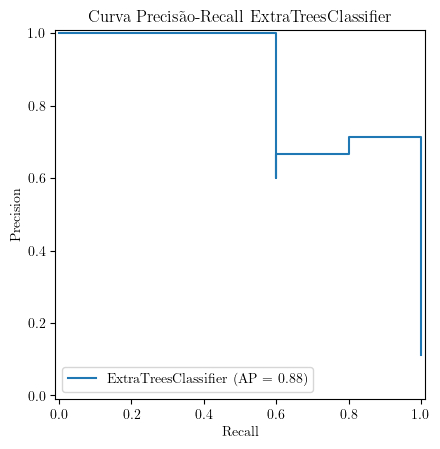 Curva Precisão-Recall ExtraTreesClassifier
1.0
0.8
0.6
0.4
0.2
0.0
Precision
ExtraTreesClassifier (AP = 0.88)
0.0 0.2 0.4 0.6 0.8 1.0
Recall